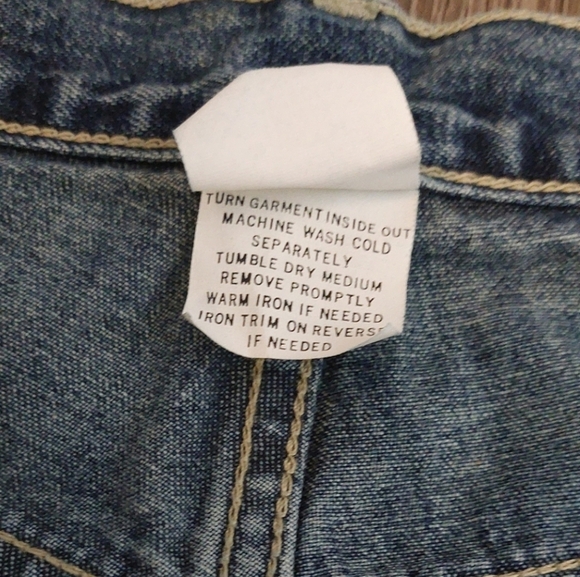 TURN GARMENT INSIDE OUT
MACHINE WASH COLD
SEPARATELY
TUMBLE DRY MEDIUM
REMOVE PROMPTLY
WARM IRON IF NEEDED
IRON TRIM ON REVERSE
IF NEEDED